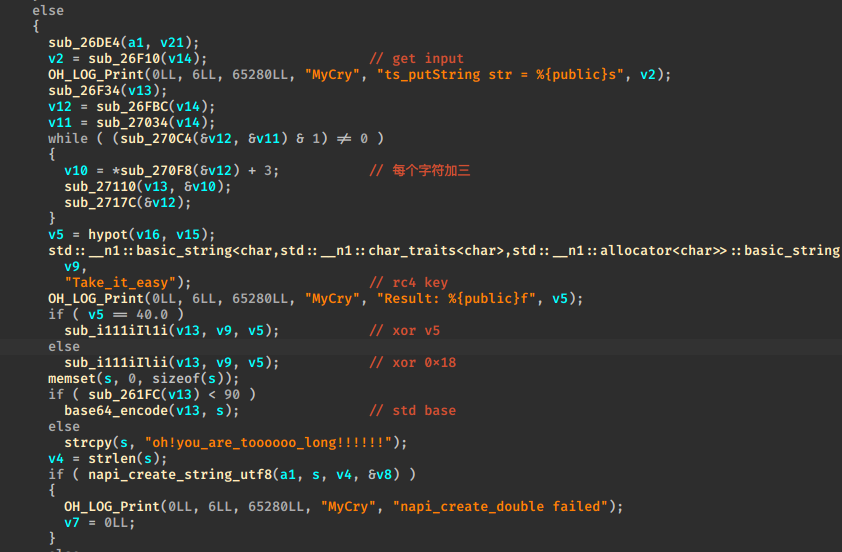 else
{
sub_26DE4(a1, v21);
v2 = sub_26F10(v14); // get input
OH_LOG_Print(0LL, 6LL, 65280LL, "MyCry", "ts_putString str = %{public}s", v2);
sub_26F34(v13);
v12 = sub_26FBC(v14);
v11 = sub_27034(v14);
while ( (sub_270C4(&v12, &v11) & 1) ≠ 0 )
{
v10 = *sub_270F8(&v12) + 3; // 每个字符加三
sub_27110(v13, &v10);
sub_2717C(&v12);
}
v5 = hypot(v16, v15);
std::__n1::basic_string<char,std::__n1::char_traits<char>,std::__n1::allocator<char>>::basic_string
v9,
"Take_it_easy"); // rc4 key
OH_LOG_Print(0LL, 6LL, 65280LL, "MyCry", "Result: %{public}f", v5);
if ( v5 == 40.0 )
sub_i111iIl1i(v13, v9, v5); // xor v5
else
sub_i111iIlii(v13, v9, v5); // xor 0×18
memset(s, 0, sizeof(s));
if ( sub_261FC(v13) < 90 )
base64_encode(v13, s); // std base
else
strcpy(s, "oh!you_are_toooooo_long!!!!!!");
v4 = strlen(s);
if ( napi_create_string_utf8(a1, s, v4, &v8) )
{
OH_LOG_Print(0LL, 6LL, 65280LL, "MyCry", "napi_create_double failed");
v7 = 0LL;
}